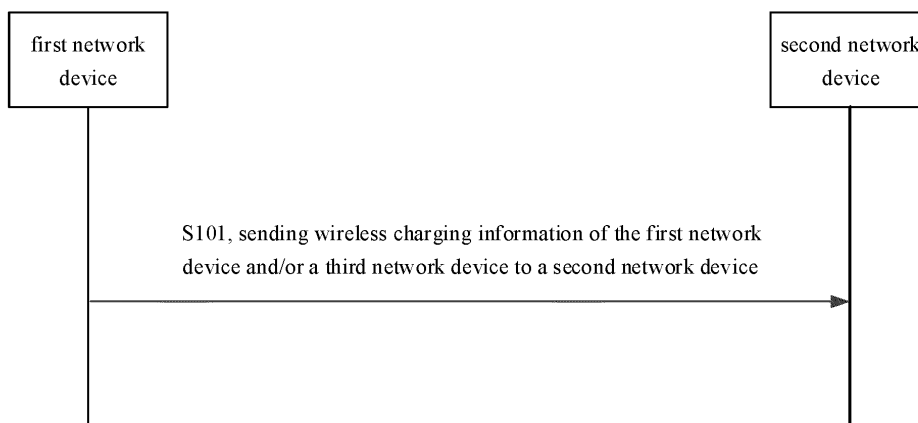 first network
device
second network
device
S101, sending wireless charging information of the first network
device and/or a third network device to a second network device